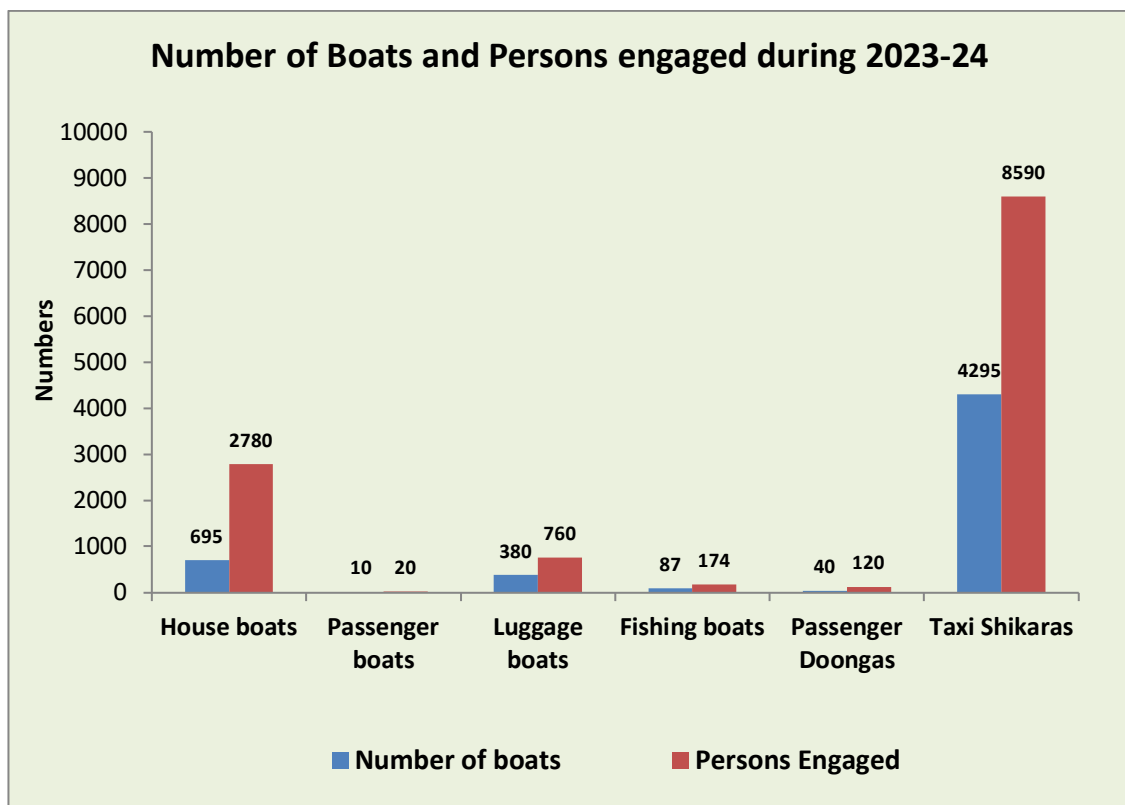 Number of Boats and Persons engaged during 2023-24
Numbers
10000
9000
8000
7000
6000
5000
4000
3000
2000
1000
0
695
2780
10
20
380
760
87
174
40
120
4295
8590
House boats
Passenger
boats
Luggage
boats
Fishing boats
Passenger
Doongas
Taxi Shikaras
Number of boats
Persons Engaged